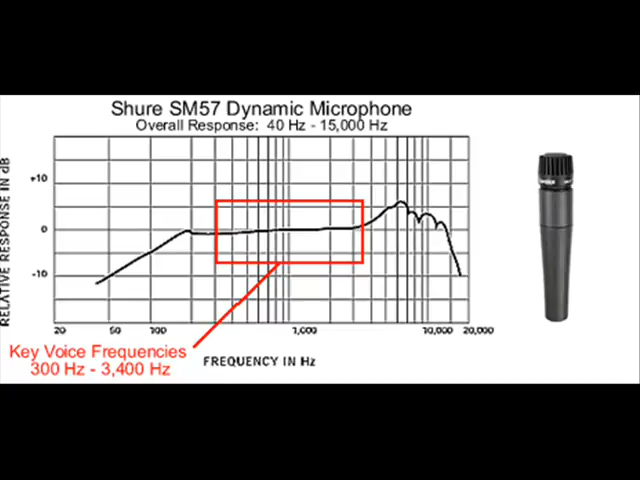 Shure SM57 Dynamic Microphone
Overall Response: 40 Hz - 15,000 Hz
RELATIVE RESPONSE IN dB
+10
0
-10
20 50 100 1,000 10,000 20,000
Key Voice Frequencies
300 Hz - 3,400 Hz
FREQUENCY IN Hz